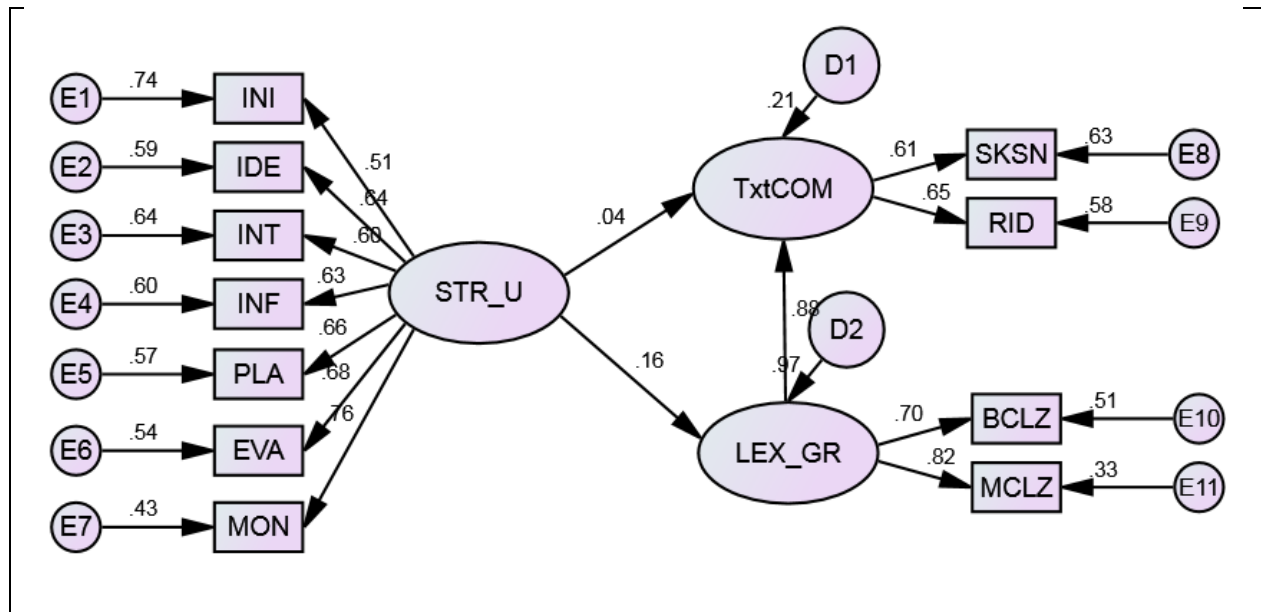 D1
E1 .74 INI
.21
E2 .59 IDE
.51
.61 SKSN .63 E8
.64
TxtCOM
E3 .64 INT
.60
.04
.65 RID .58 E9
E4 .60 INF
.63
STR_U
.66
.88
D2
E5 .57 PLA
.68
.16
.97
.76
E6 .54 EVA
LEX_GR
.70 BCLZ .51 E10
.82 MCLZ .33 E11
E7 .43 MON